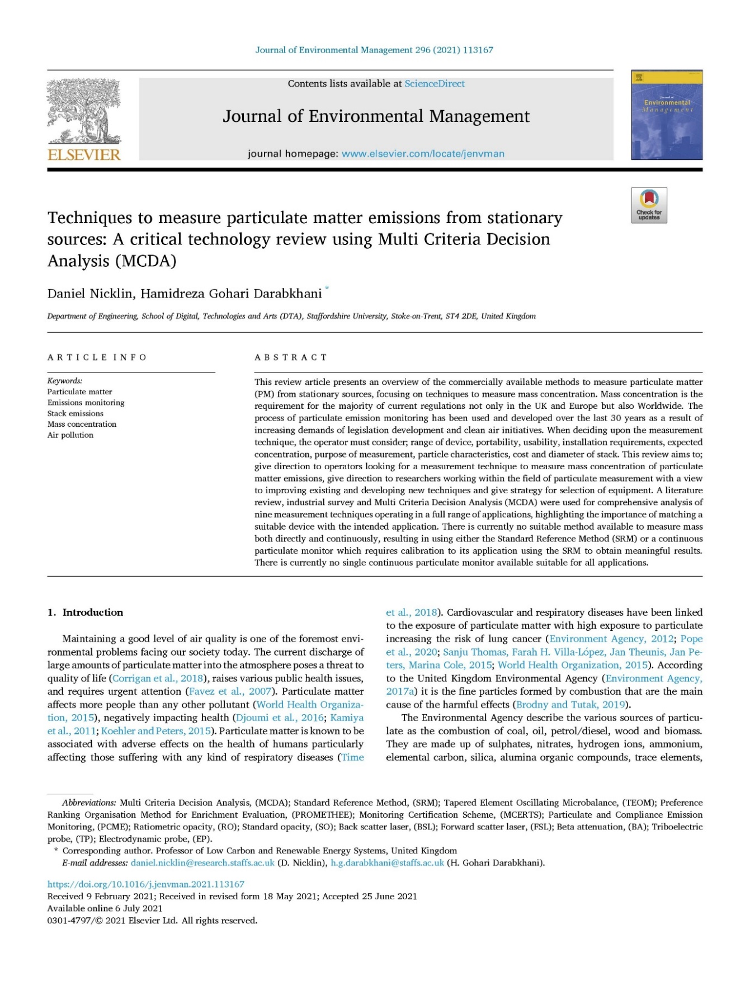 Journal of Environmental Management 296 (2021) 113167
Contents lists available at ScienceDirect
Journal of Environmental Management
journal homepage: www.elsevier.com/locate/jenvman
ELSEVIER
Journal of
Environmental
Management
Check for
updates
Techniques to measure particulate matter emissions from stationary
sources: A critical technology review using Multi Criteria Decision
Analysis (MCDA)
Daniel Nicklin, Hamidreza Gohari Darabkhani *
Department of Engineering, School of Digital, Technologies and Arts (DTA), Staffordshire University, Stoke-on-Trent, ST4 2DE, United Kingdom
ARTICLE INFO
Keywords:
Particulate matter
Emissions monitoring
Stack emissions
Mass concentration
Air pollution
ABSTRACT
This review article presents an overview of the commercially available methods to measure particulate matter
(PM) from stationary sources, focusing on techniques to measure mass concentration. Mass concentration is the
requirement for the majority of current regulations not only in the UK and Europe but also Worldwide. The
process of particulate emission monitoring has been used and developed over the last 30 years as a result of
increasing demands of legislation development and clean air initiatives. When deciding upon the measurement
technique, the operator must consider; range of device, portability, usability, installation requirements, expected
concentration, purpose of measurement, particle characteristics, cost and diameter of stack. This review aims to;
give direction to operators looking for a measurement technique to measure mass concentration of particulate
matter emissions, give direction to researchers working within the field of particulate measurement with a view
to improving existing and developing new techniques and give strategy for selection of equipment. A literature
review, industrial survey and Multi Criteria Decision Analysis (MCDA) were used for comprehensive analysis of
nine measurement techniques operating in a full range of applications, highlighting the importance of matching a
suitable device with the intended application. There is currently no suitable method available to measure mass
both directly and continuously, resulting in using either the Standard Reference Method (SRM) or a continuous
particulate monitor which requires calibration to its application using the SRM to obtain meaningful results.
There is currently no single continuous particulate monitor available suitable for all applications.
1. Introduction
Maintaining a good level of air quality is one of the foremost envi-
ronmental problems facing our society today. The current discharge of
large amounts of particulate matter into the atmosphere poses a threat to
quality of life (Corrigan et al., 2018), raises various public health issues,
and requires urgent attention (Favez et al., 2007). Particulate matter
affects more people than any other pollutant (World Health Organiza-
tion, 2015), negatively impacting health (Djoumi et al., 2016; Kamiya
et al., 2011; Koehler and Peters, 2015). Particulate matter is known to be
associated with adverse effects on the health of humans particularly
affecting those suffering with any kind of respiratory diseases (Time
et al., 2018). Cardiovascular and respiratory diseases have been linked
to the exposure of particulate matter with high exposure to particulate
increasing the risk of lung cancer (Environment Agency, 2012; Pope
et al., 2020; Sanju Thomas, Farah H. Villa-López, Jan Theunis, Jan Pe-
ters, Marina Cole, 2015; World Health Organization, 2015). According
to the United Kingdom Environmental Agency (Environment Agency,
2017a) it is the fine particles formed by combustion that are the main
cause of the harmful effects (Brodny and Tutak, 2019).
The Environmental Agency describe the various sources of particu-
late as the combustion of coal, oil, petrol/diesel, wood and biomass.
They are made up of sulphates, nitrates, hydrogen ions, ammonium,
elemental carbon, silica, alumina organic compounds, trace elements,
Abbreviations: Multi Criteria Decision Analysis, (MCDA); Standard Reference Method, (SRM); Tapered Element Oscillating Microbalance, (TEOM); Preference
Ranking Organisation Method for Enrichment Evaluation, (PROMETHEE); Monitoring Certification Scheme, (MCERTS); Particulate and Compliance Emission
Monitoring, (PCME); Ratiometric opacity, (RO); Standard opacity, (SO); Back scatter laser, (BSL); Forward scatter laser, (FSL); Beta attenuation, (BA); Triboelectric
probe, (TP); Electrodynamic probe, (EP).
* Corresponding author. Professor of Low Carbon and Renewable Energy Systems, United Kingdom
E-mail addresses: daniel.nicklin@research.staffs.ac.uk (D. Nicklin), h.g.darabkhani@staffs.ac.uk (H. Gohari Darabkhani).
https://doi.org/10.1016/j.jenvman.2021.113167
Received 9 February 2021; Received in revised form 18 May 2021; Accepted 25 June 2021
Available online 6 July 2021
0301-4797/© 2021 Elsevier Ltd. All rights reserved.